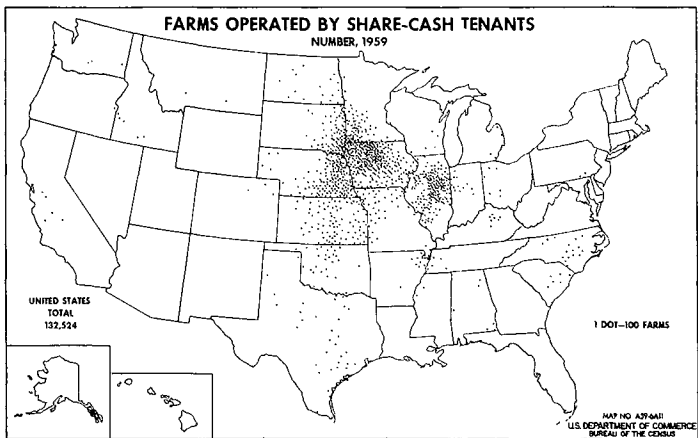 FARMS OPERATED BY SHARE-CASH TENANTS
NUMBER, 1959
UNITED STATES
TOTAL
132,524
1 DOT—100 FARMS
MAP NO A59-6A11
U.S. DEPARTMENT OF COMMERCE
BUREAU OF THE CENSUS